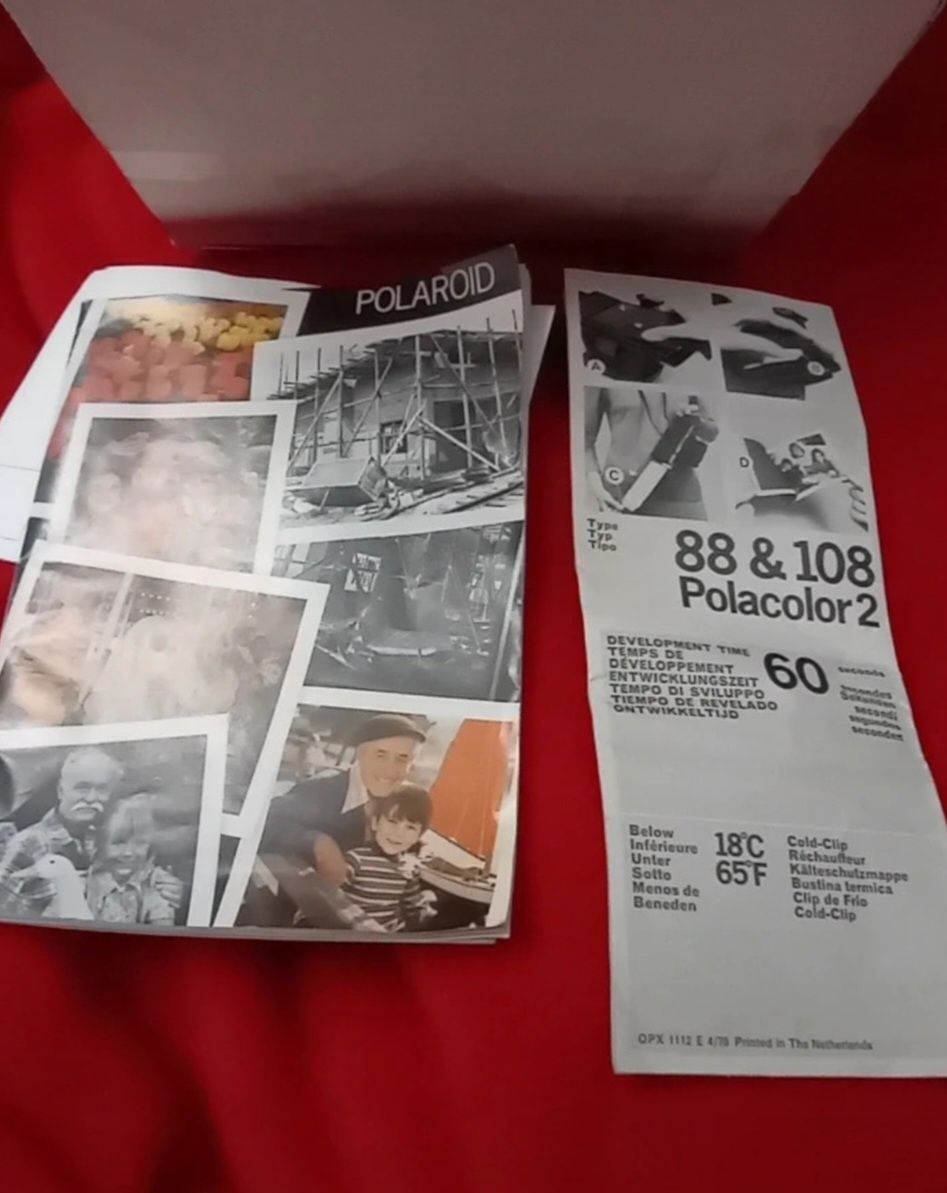 POLAROID
A
B
C
D
Type
Typ
Tipo
88 & 108
Polacolor 2
DEVELOPMENT TIME
TEMPS DE
DÉVELOPPEMENT
ENTWICKLUNGSZEIT
TEMPO DI SVILUPPO
TIEMPO DE REVELADO
ONTWIKKELTIJD
60
seconds
secondes
Sekunden
secondi
segundos
seconden
Below
Inférieure
Unter
Sotto
Menos de
Beneden
18°C
65°F
Cold-Clip
Réchauffeur
Kälteschutzmappe
Bustina termica
Clip de Frío
Cold-Clip
OPX 1112 E 4/78 Printed in The Netherlands